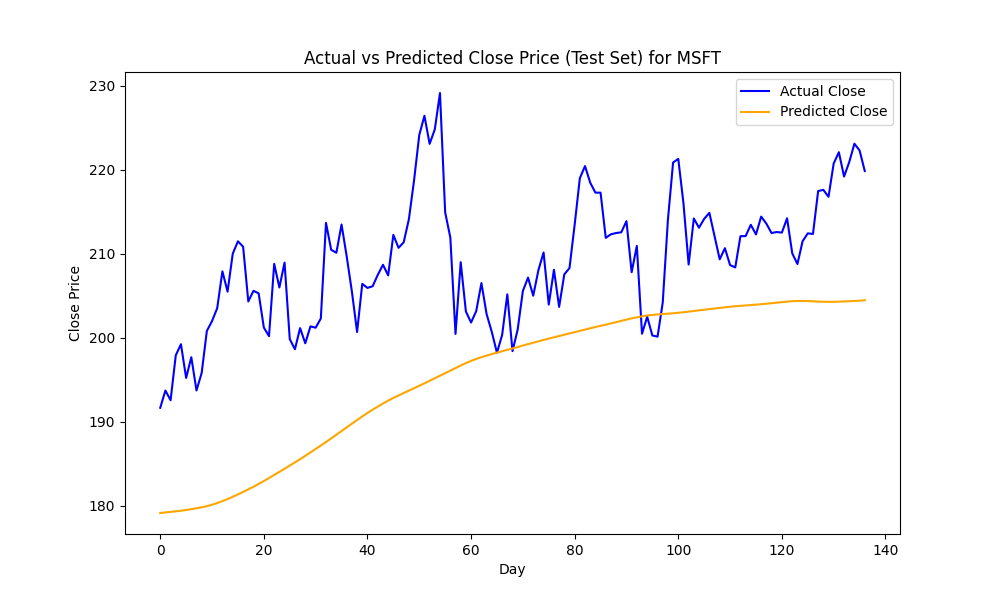 Actual vs Predicted Close Price (Test Set) for MSFT
Actual Close
Predicted Close
230
220
210
200
190
180
Close Price
0 20 40 60 80 100 120 140
Day